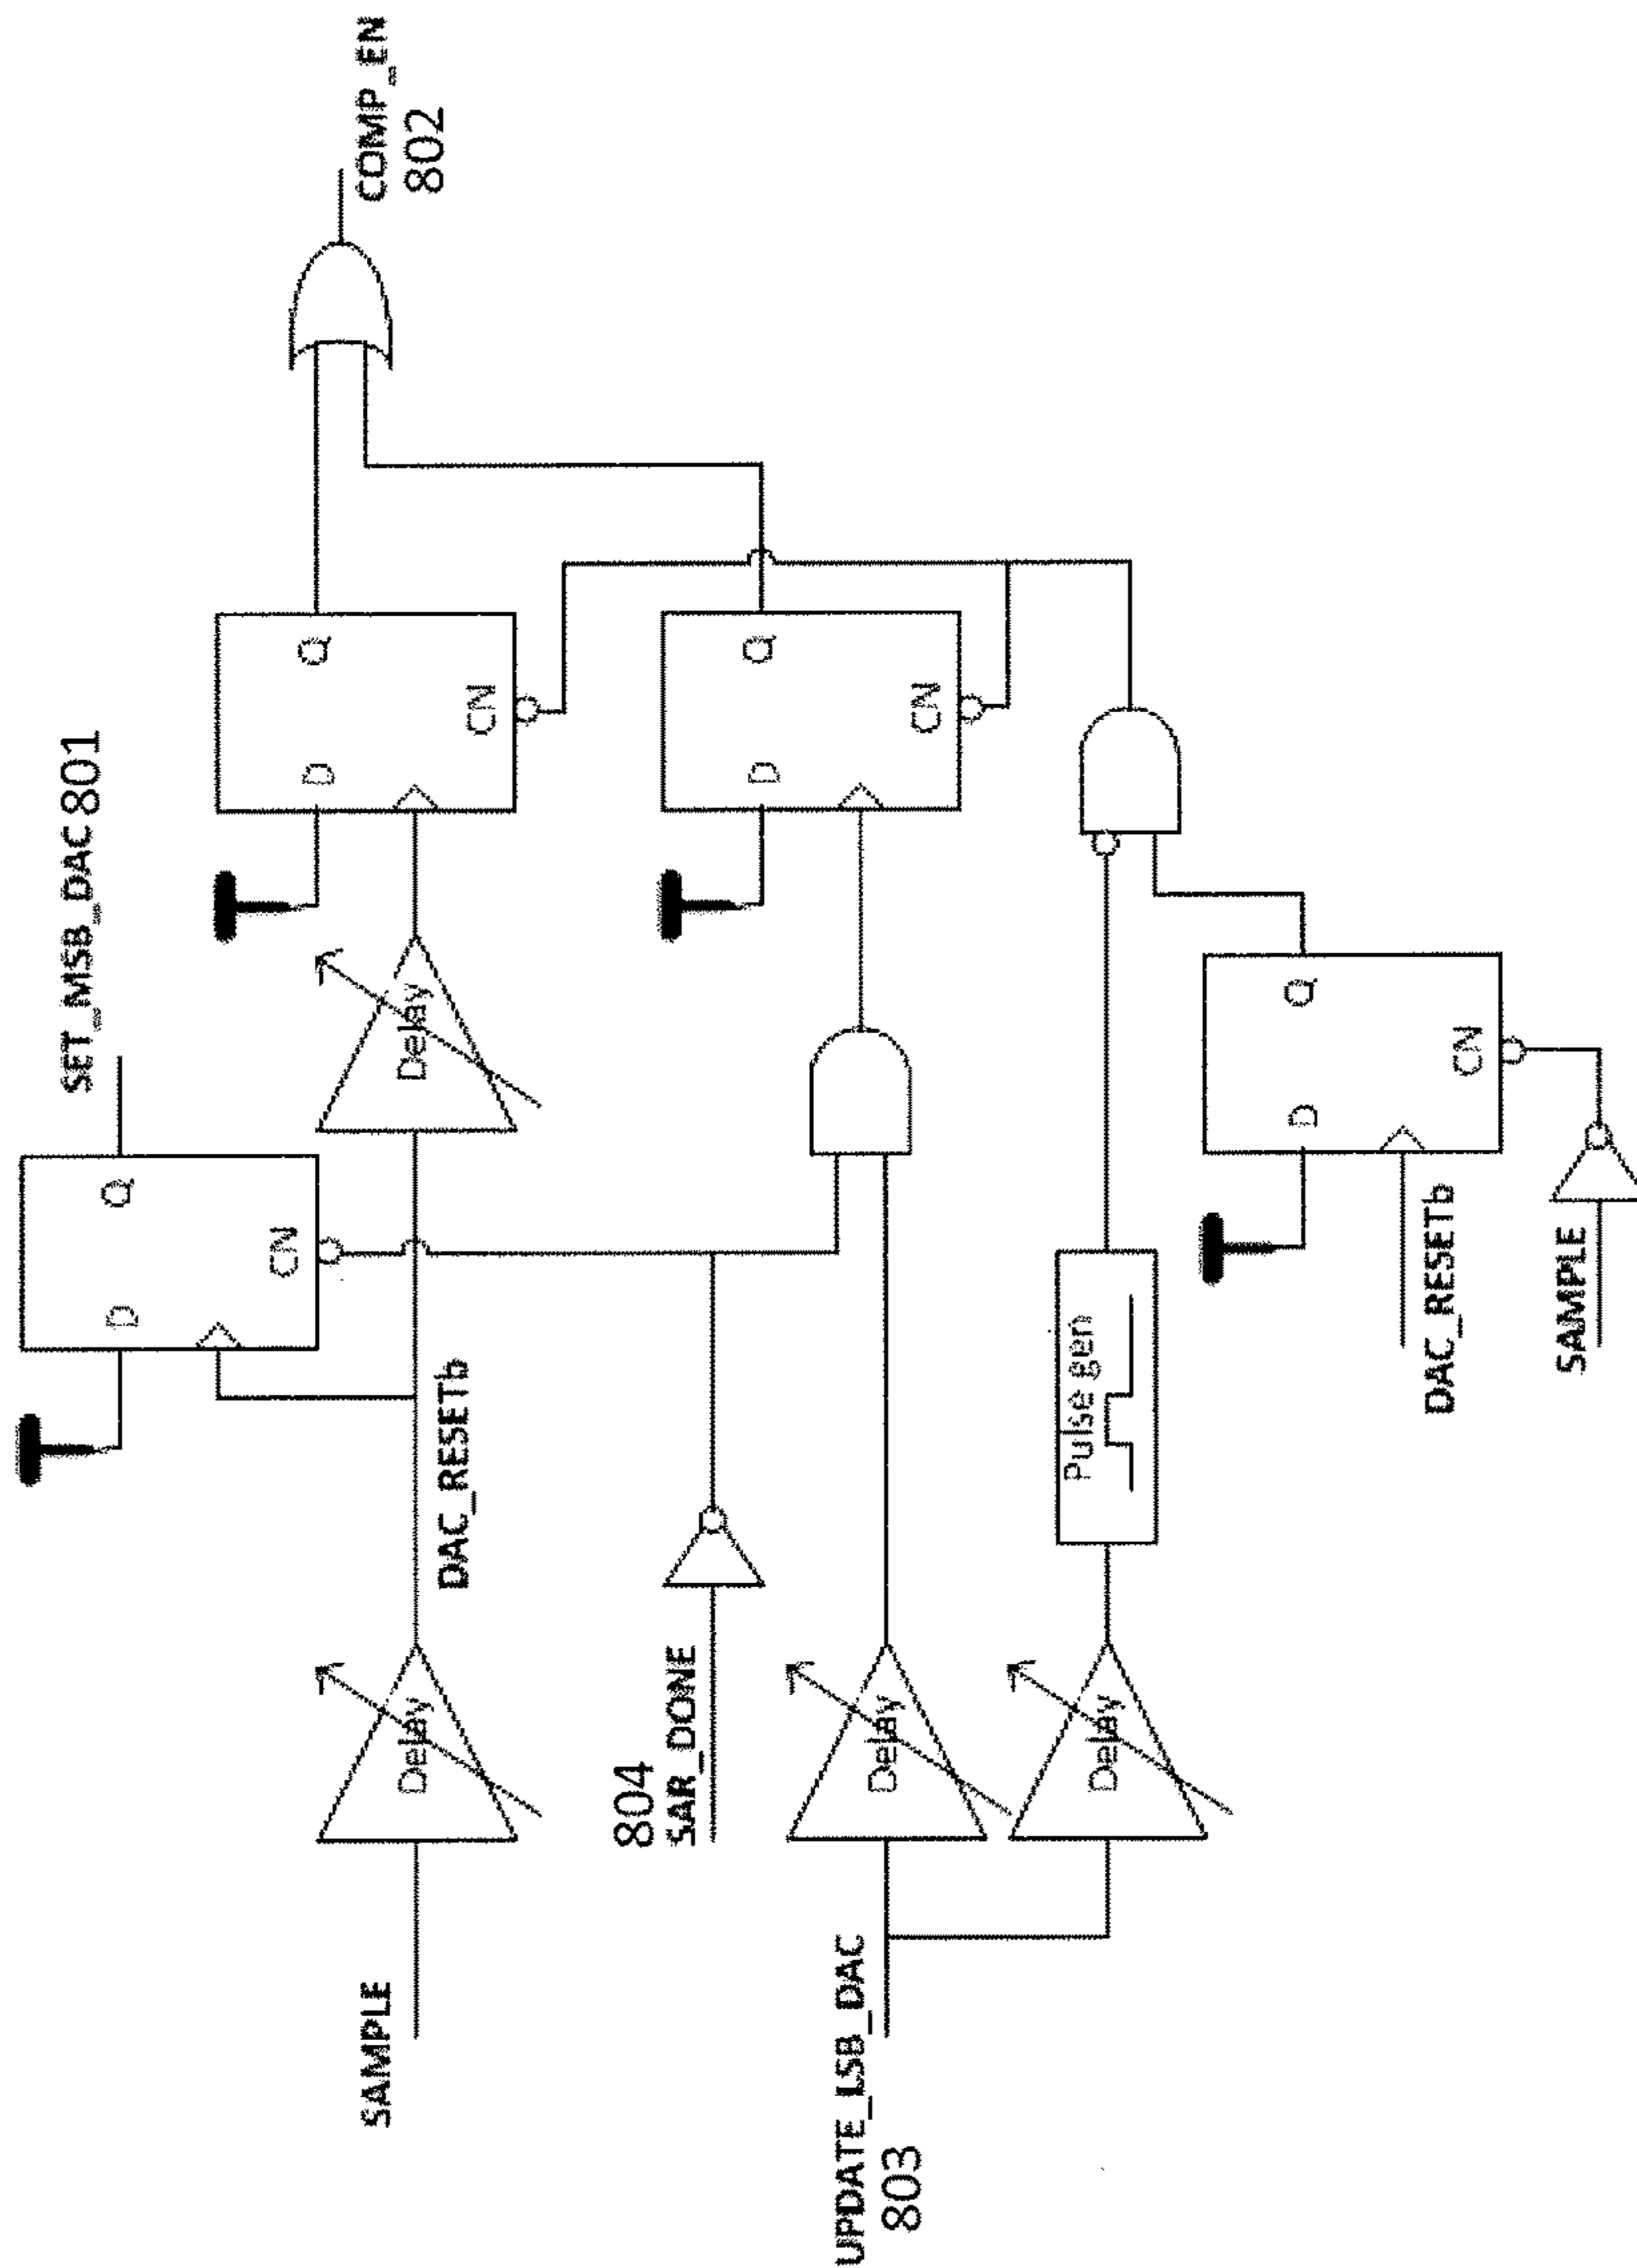 SET_MSB_DAC 801
COMP_EN
802
D
Q
CN
SAMPLE
Delay
DAC_RESETb
Delay
D
Q
CN
804
SAR_DONE
D
Q
CN
UPDATE_LSB_DAC
803
Delay
Delay
Pulse gen
D
Q
CN
DAC_RESETb
SAMPLE